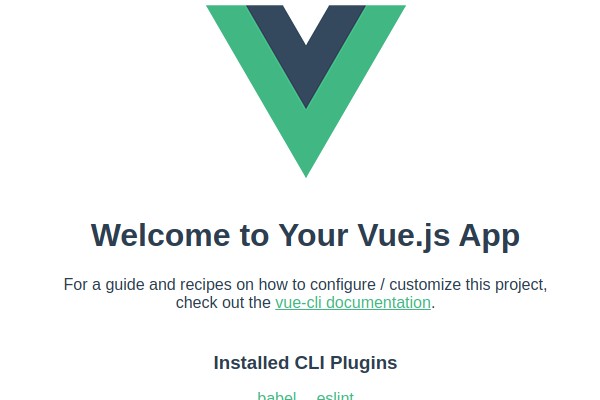 Welcome to Your Vue.js App
For a guide and recipes on how to configure / customize this project,
check out the vue-cli documentation.
Installed CLI Plugins
babel eslint